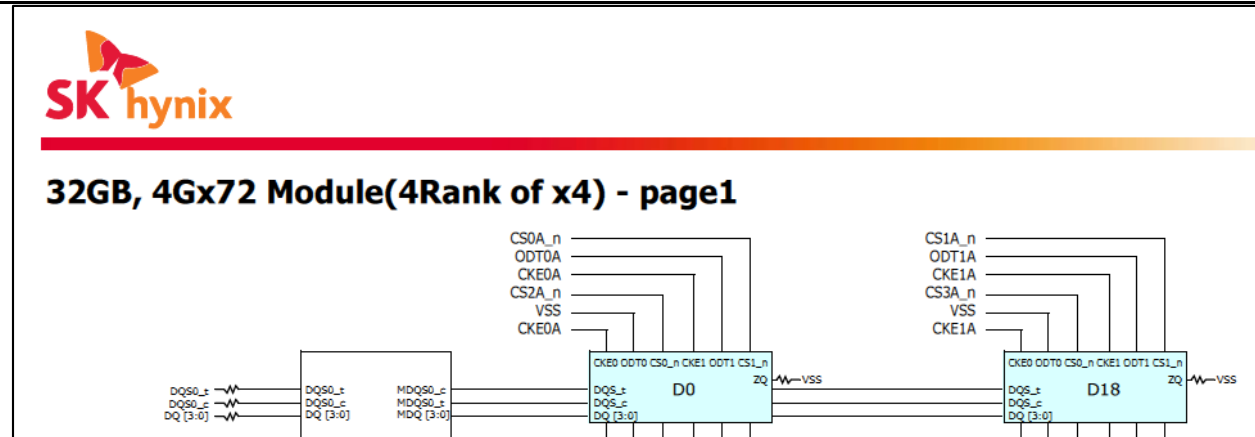 SK hynix
32GB, 4Gx72 Module(4Rank of x4) - page1
CS0A_n
ODT0A
CKE0A
CS2A_n
VSS
CKE0A
CS1A_n
ODT1A
CKE1A
CS3A_n
VSS
CKE1A
DQS0_t
DQS0_c
DQ [3:0]
DQS0_t
DQS0_c
DQ [3:0]
MDQS0_c
MDQS0_t
MDQ [3:0]
CKE0 ODT0 CS0_n CKE1 ODT1 CS1_n
ZQ
VSS
DQS_t
DQS_c
DQ [3:0]
D0
CKE0 ODT0 CS0_n CKE1 ODT1 CS1_n
ZQ
VSS
DQS_t
DQS_c
DQ [3:0]
D18